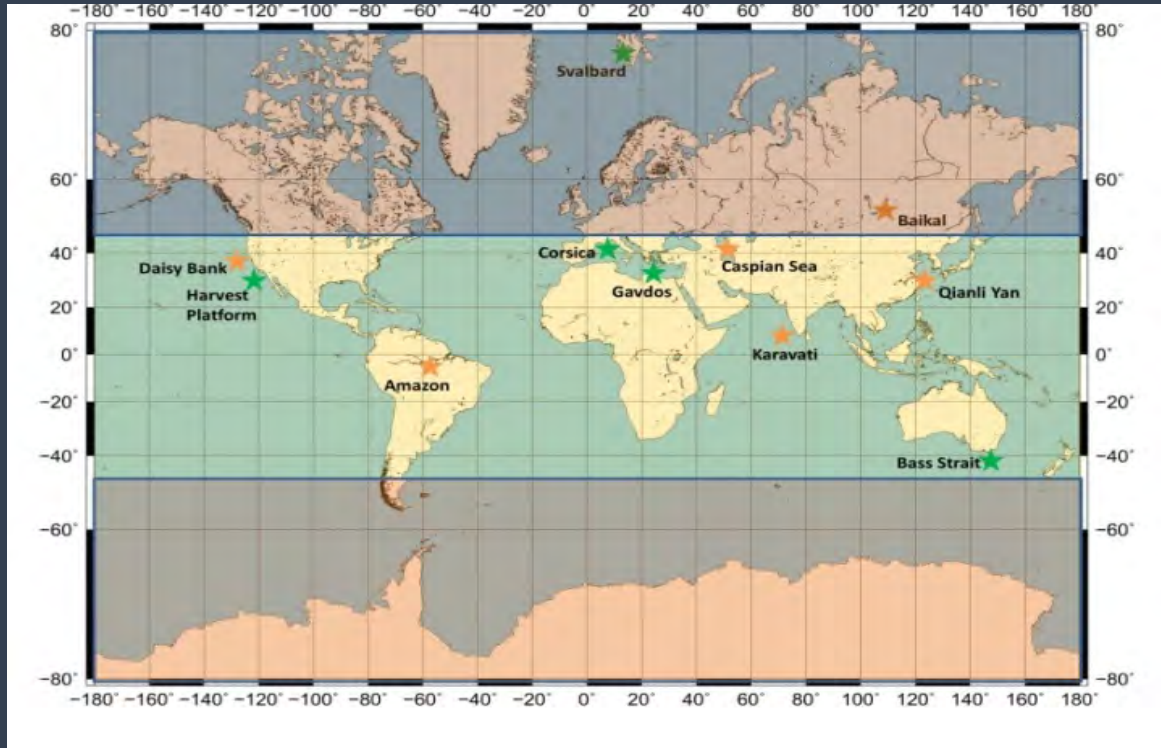 −180˚ −160˚ −140˚ −120˚ −100˚ −80˚ −60˚ −40˚ −20˚ 0˚ 20˚ 40˚ 60˚ 80˚ 100˚ 120˚ 140˚ 160˚ 180˚
80˚ 80˚
Svalbard
60˚ 60˚
Baikal
40˚ Corsica 40˚
Daisy Bank Caspian Sea
Harvest Gavdos Qianli Yan
Platform
20˚ 20˚
Karavati
0˚ 0˚
Amazon
−20˚ −20˚
−40˚ −40˚
Bass Strait
−60˚ −60˚
−80˚ −80˚
−180˚ −160˚ −140˚ −120˚ −100˚ −80˚ −60˚ −40˚ −20˚ 0˚ 20˚ 40˚ 60˚ 80˚ 100˚ 120˚ 140˚ 160˚ 180˚